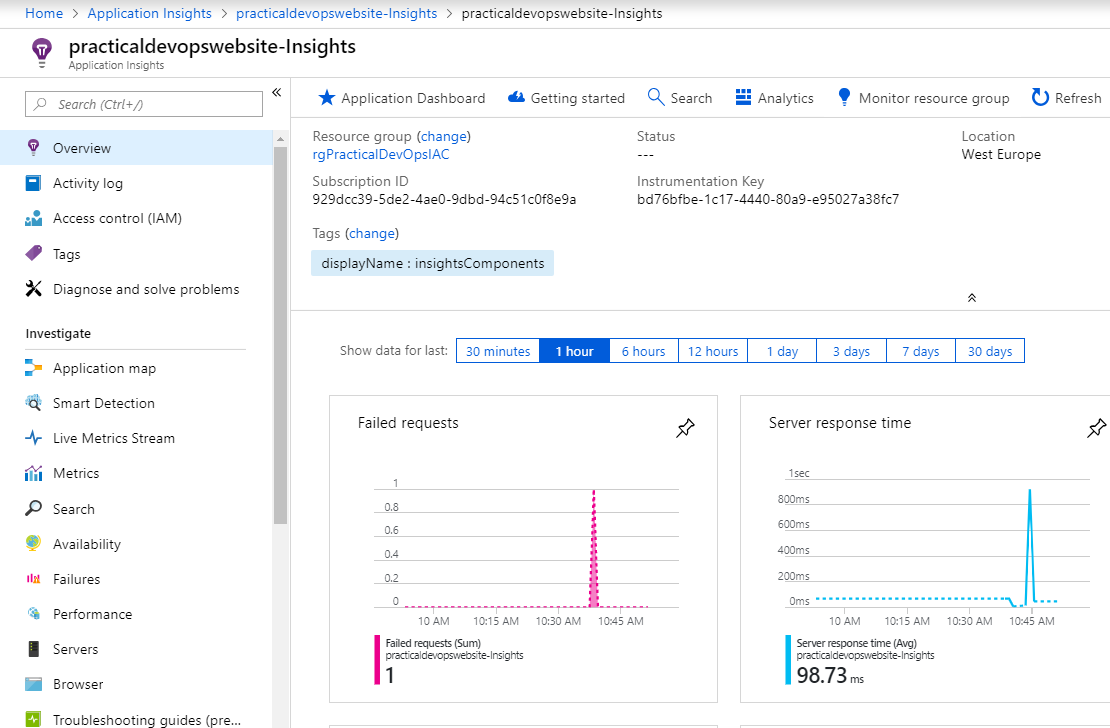 Home > Application Insights > practicaldevopswebsite-Insights > practicaldevopswebsite-Insights
practicaldevopswebsite-Insights
Application Insights
Search (Ctrl+/)
«
Overview
Activity log
Access control (IAM)
Tags
Diagnose and solve problems
Investigate
Application map
Smart Detection
Live Metrics Stream
Metrics
Search
Availability
Failures
Performance
Servers
Browser
Troubleshooting guides (pre...
Application Dashboard Getting started Search Analytics Monitor resource group Refresh
Resource group (change)
rgPracticalDevOpsIAC
Status
---
Location
West Europe
Subscription ID
929dcc39-5de2-4ae0-9dbd-94c51c0f8e9a
Instrumentation Key
bd76bfbe-1c17-4440-80a9-e95027a38fc7
Tags (change)
displayName : insightsComponents
Show data for last: 30 minutes 1 hour 6 hours 12 hours 1 day 3 days 7 days 30 days
Failed requests
1
0.8
0.6
0.4
0.2
0
10 AM 10:15 AM 10:30 AM 10:45 AM
Failed requests (Sum)
practicaldevopswebsite-Insights
1
Server response time
1sec
800ms
600ms
400ms
200ms
0ms
10 AM 10:15 AM 10:30 AM 10:45 AM
Server response time (Avg)
practicaldevopswebsite-Insights
98.73 ms